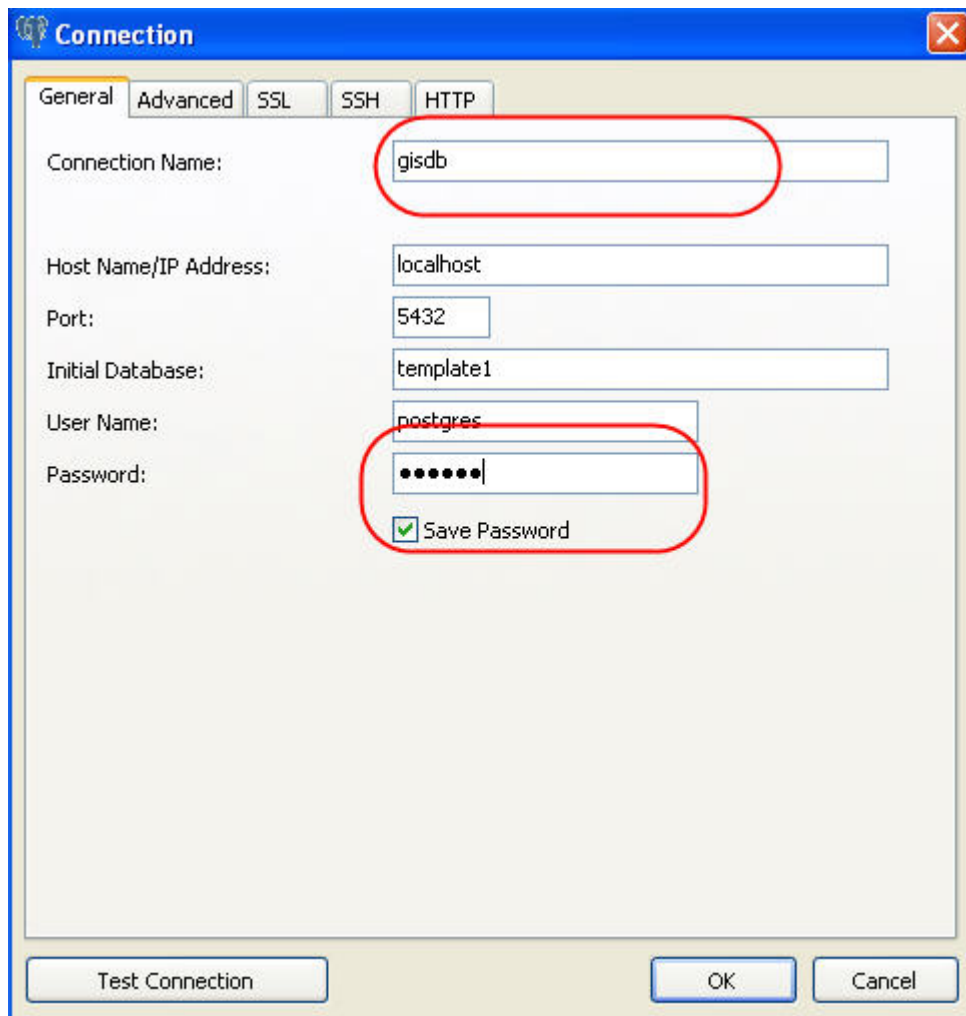 Connection
General Advanced SSL SSH HTTP
Connection Name: gisdb
Host Name/IP Address: localhost
Port: 5432
Initial Database: template1
User Name: postgres
Password: ●●●●●●
Save Password
Test Connection OK Cancel